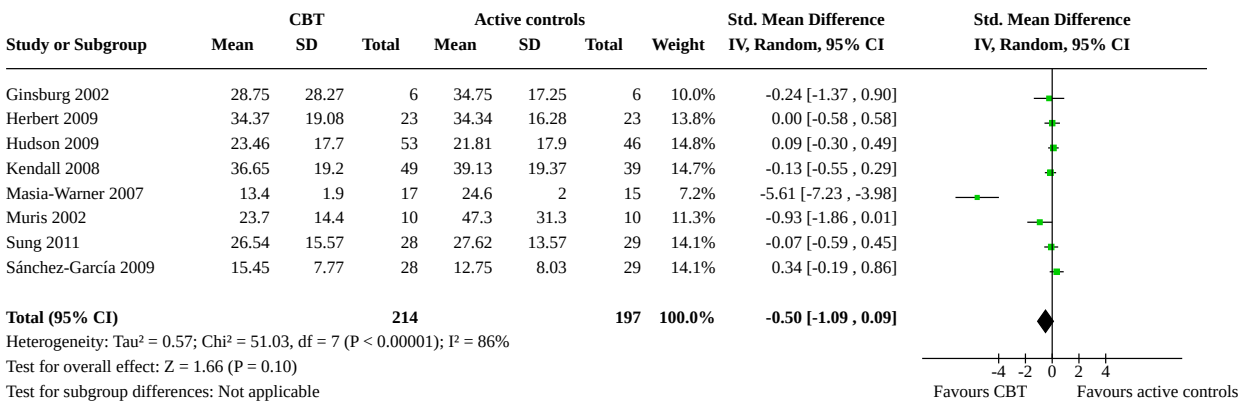 CBT Active controls Std. Mean Difference Std. Mean Difference
Study or Subgroup Mean SD Total Mean SD Total Weight IV, Random, 95% CI IV, Random, 95% CI
Ginsburg 2002 28.75 28.27 6 34.75 17.25 6 10.0% -0.24 [-1.37 , 0.90]
Herbert 2009 34.37 19.08 23 34.34 16.28 23 13.8% 0.00 [-0.58 , 0.58]
Hudson 2009 23.46 17.7 53 21.81 17.9 46 14.8% 0.09 [-0.30 , 0.49]
Kendall 2008 36.65 19.2 49 39.13 19.37 39 14.7% -0.13 [-0.55 , 0.29]
Masia-Warner 2007 13.4 1.9 17 24.6 2 15 7.2% -5.61 [-7.23 , -3.98]
Muris 2002 23.7 14.4 10 47.3 31.3 10 11.3% -0.93 [-1.86 , 0.01]
Sung 2011 26.54 15.57 28 27.62 13.57 29 14.1% -0.07 [-0.59 , 0.45]
Sánchez-García 2009 15.45 7.77 28 12.75 8.03 29 14.1% 0.34 [-0.19 , 0.86]
Total (95% CI) 214 197 100.0% -0.50 [-1.09 , 0.09]
Heterogeneity: Tau² = 0.57; Chi² = 51.03, df = 7 (P < 0.00001); I² = 86%
Test for overall effect: Z = 1.66 (P = 0.10)
-4 -2 0 2 4
Test for subgroup differences: Not applicable
Favours CBT Favours active controls